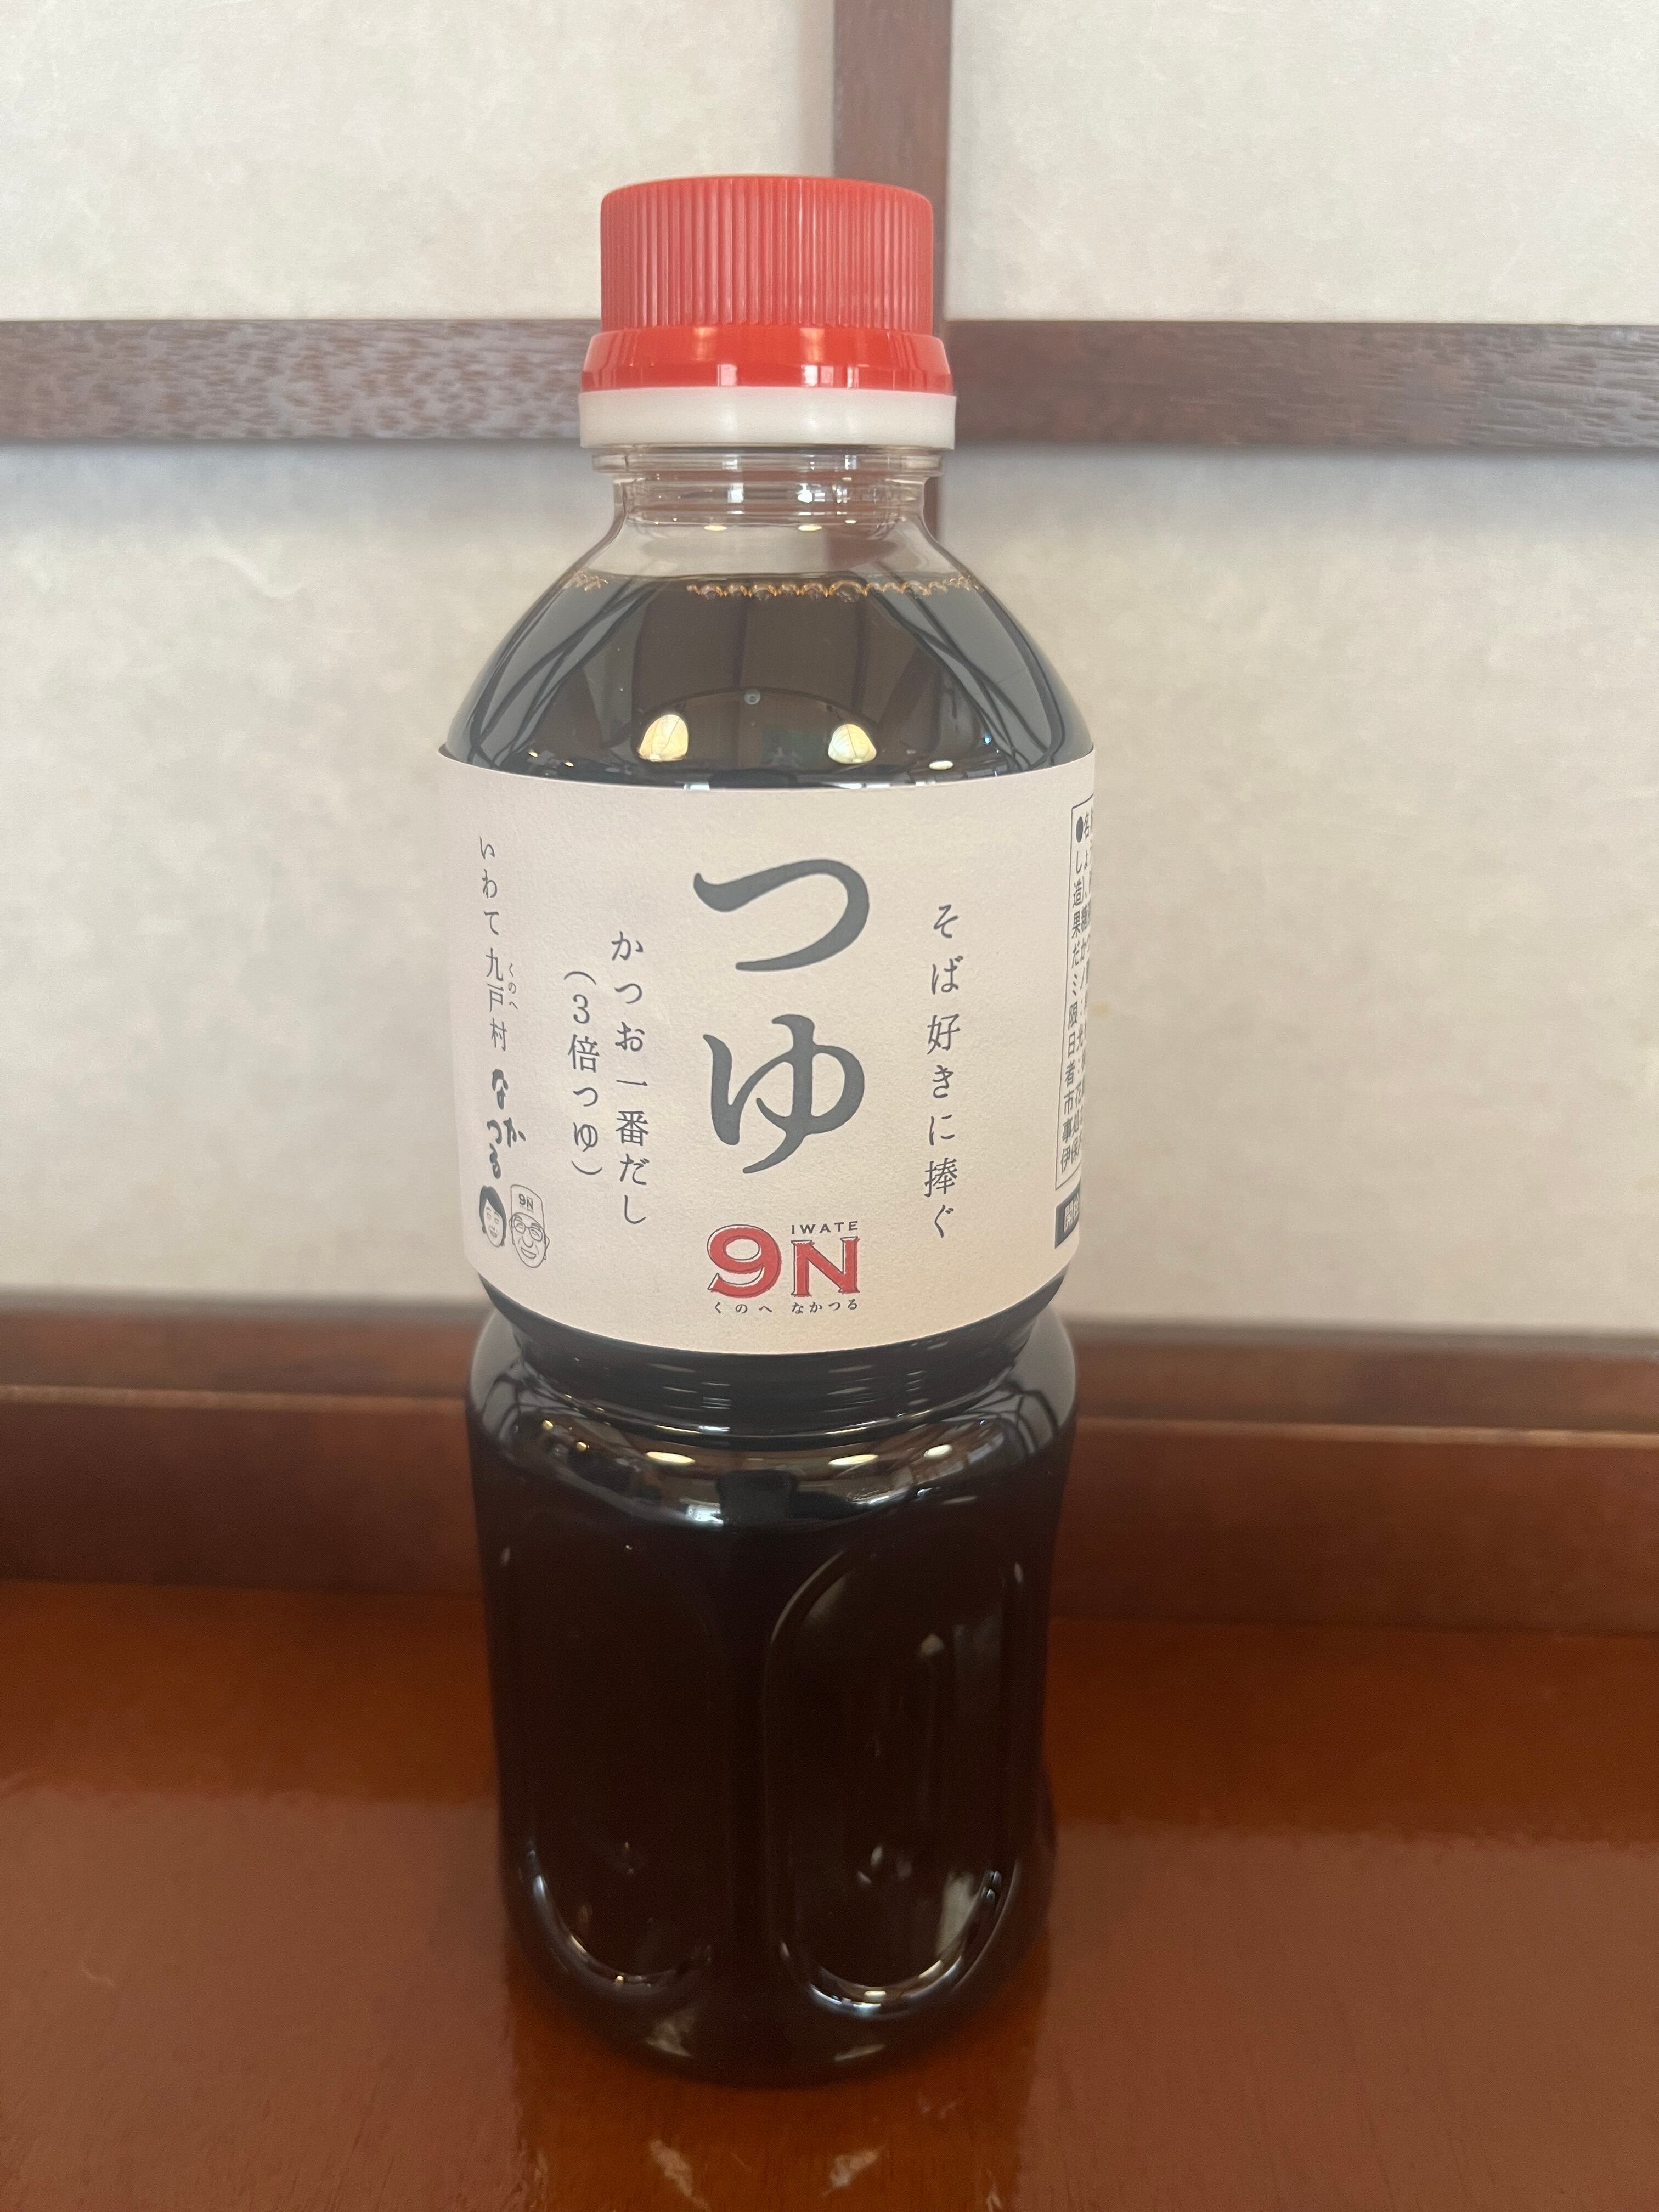 そば好きに捧ぐ
つゆ
かつお一番だし
（３倍つゆ）
いわて 九戸村
くのへ
なかつる
9N
IWATE
9N
くのへ なかつる